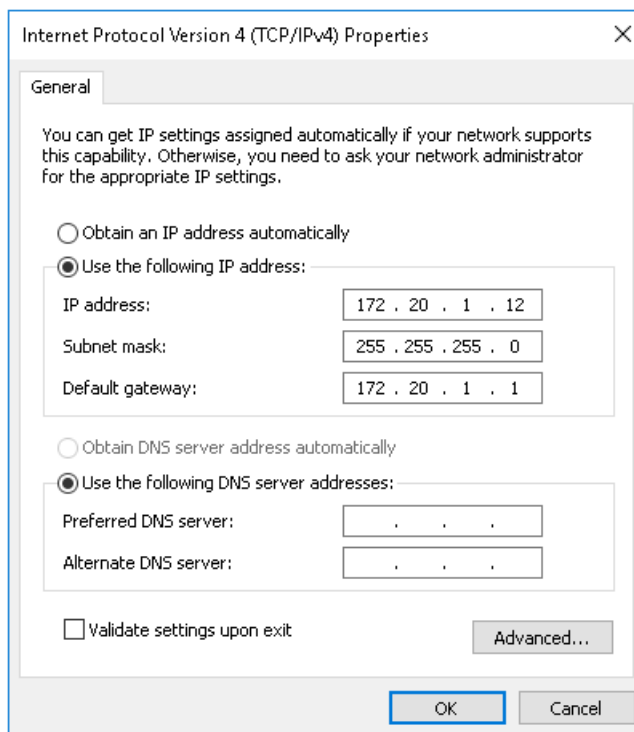 Internet Protocol Version 4 (TCP/IPv4) Properties
General
You can get IP settings assigned automatically if your network supports
this capability. Otherwise, you need to ask your network administrator
for the appropriate IP settings.
Obtain an IP address automatically
Use the following IP address:
IP address: 172 . 20 . 1 . 12
Subnet mask: 255 . 255 . 255 . 0
Default gateway: 172 . 20 . 1 . 1
Obtain DNS server address automatically
Use the following DNS server addresses:
Preferred DNS server: . . .
Alternate DNS server: . . .
Validate settings upon exit
Advanced...
OK Cancel